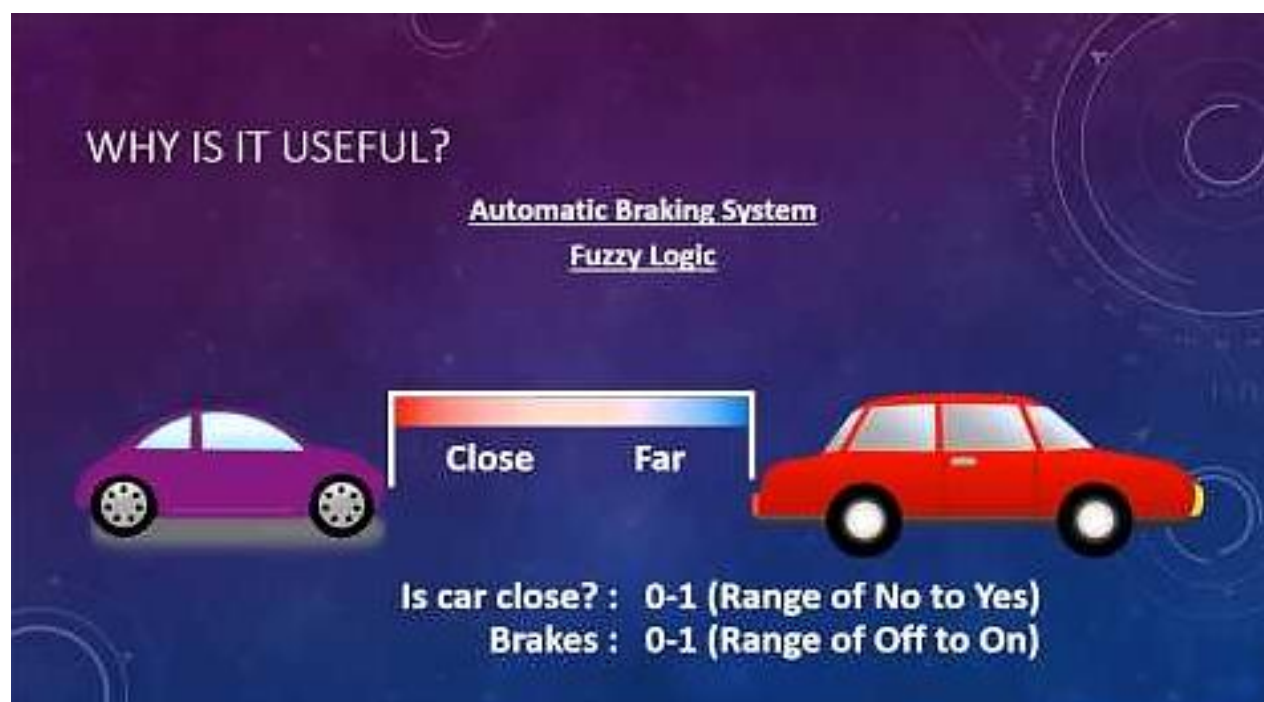 WHY IS IT USEFUL?
Automatic Braking System
Fuzzy Logic
Close Far
Is car close? : 0-1 (Range of No to Yes)
Brakes : 0-1 (Range of Off to On)